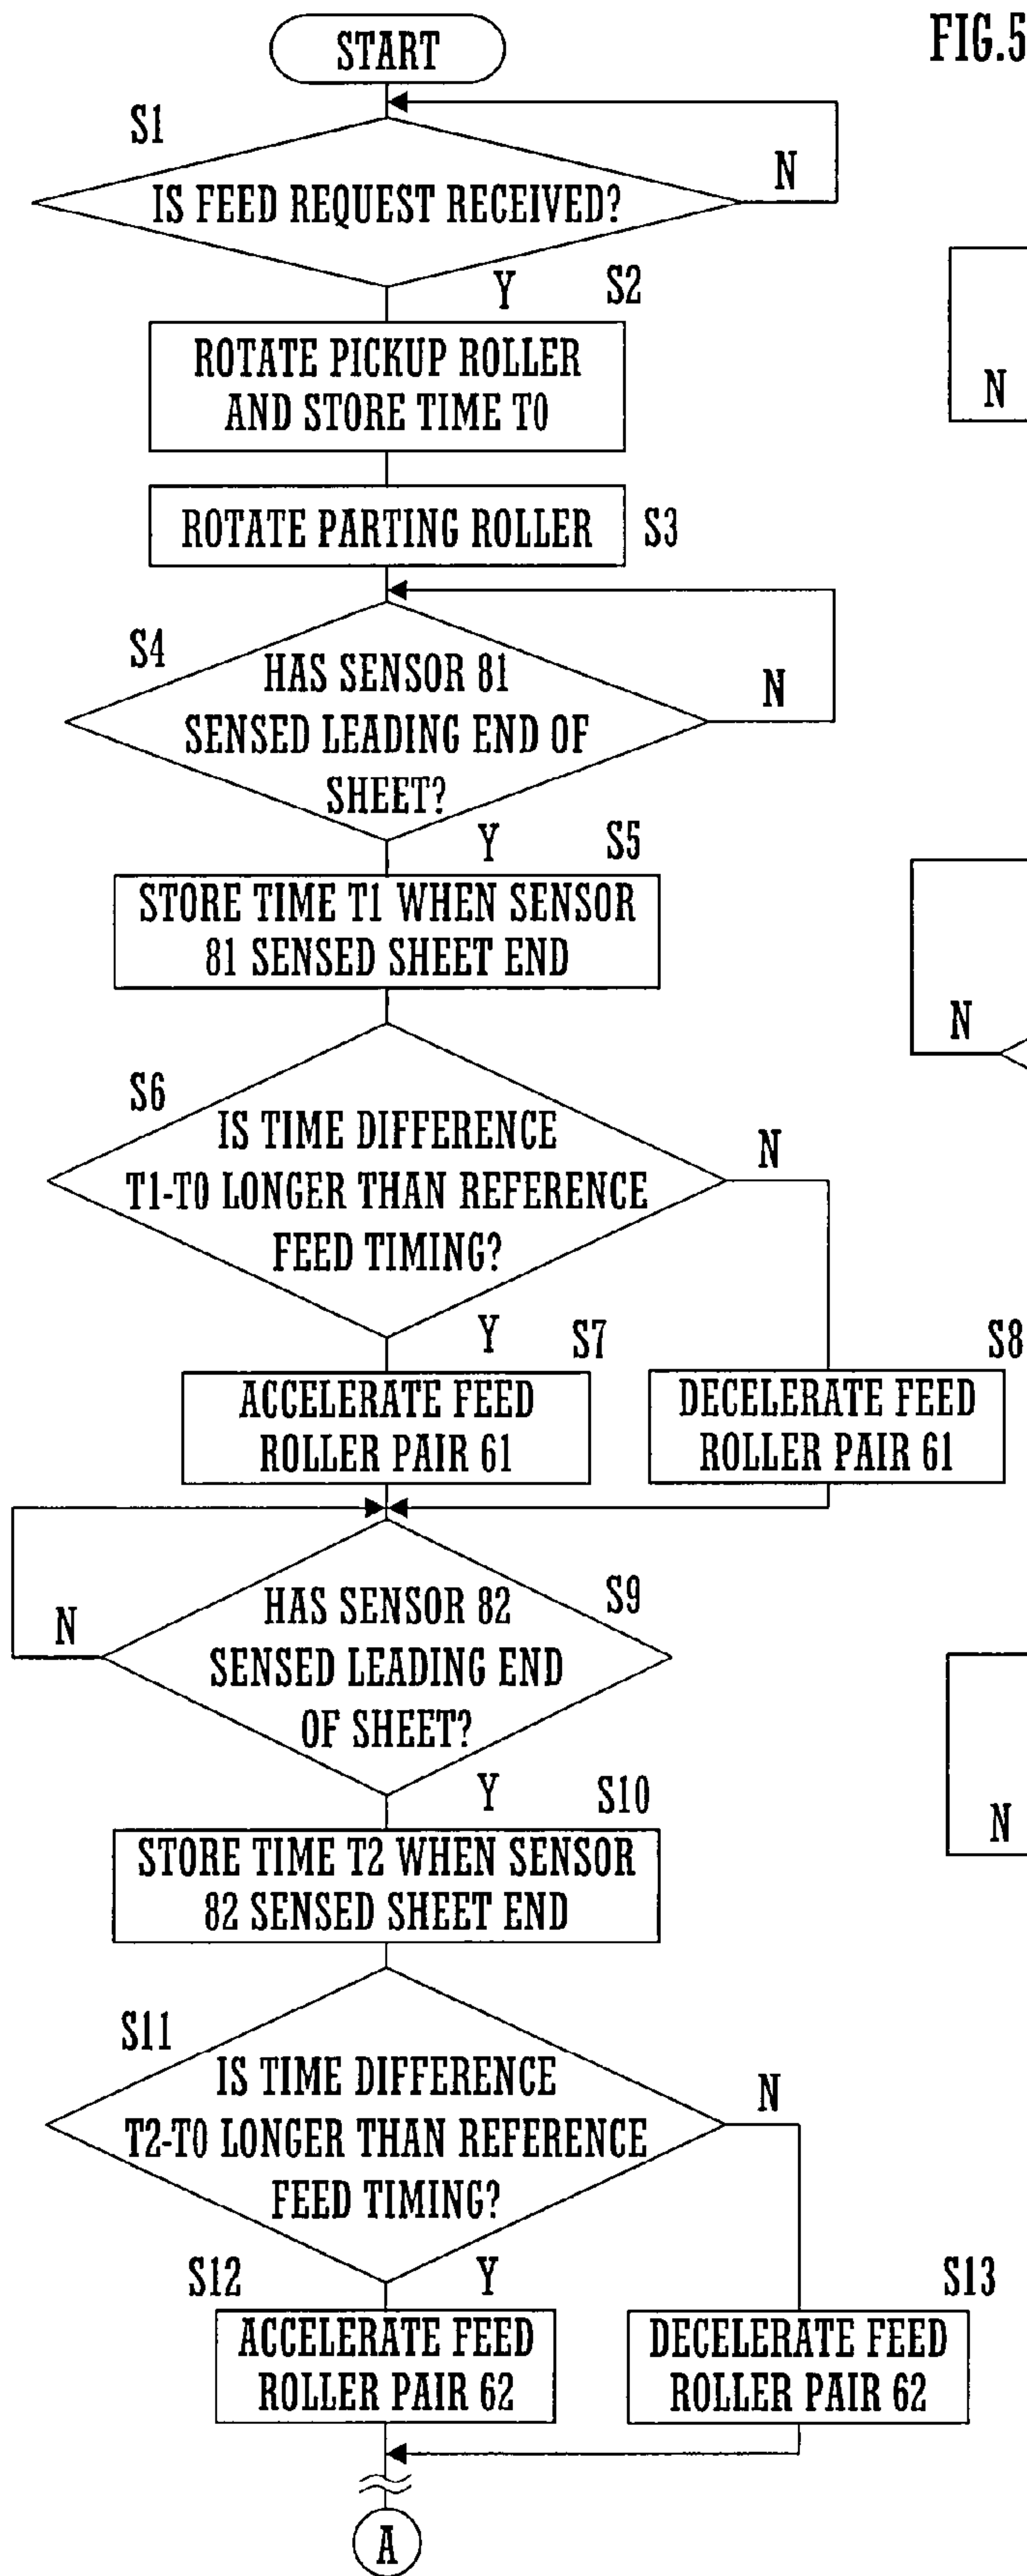 FIG.5
START
S1
N
IS FEED REQUEST RECEIVED?
Y
S2
ROTATE PICKUP ROLLER
AND STORE TIME T0
N
ROTATE PARTING ROLLER
S3
S4
HAS SENSOR 81
N
SENSED LEADING END OF
SHEET?
Y
S5
STORE TIME T1 WHEN SENSOR
81 SENSED SHEET END
N
S6
IS TIME DIFFERENCE
N
T1-T0 LONGER THAN REFERENCE
FEED TIMING?
Y
S7
S8
ACCELERATE FEED
ROLLER PAIR 61
DECELERATE FEED
ROLLER PAIR 61
S9
HAS SENSOR 82
N
SENSED LEADING END
OF SHEET?
Y
S10
N
STORE TIME T2 WHEN SENSOR
82 SENSED SHEET END
S11
IS TIME DIFFERENCE
N
T2-T0 LONGER THAN REFERENCE
FEED TIMING?
S12
Y
S13
ACCELERATE FEED
ROLLER PAIR 62
DECELERATE FEED
ROLLER PAIR 62
A